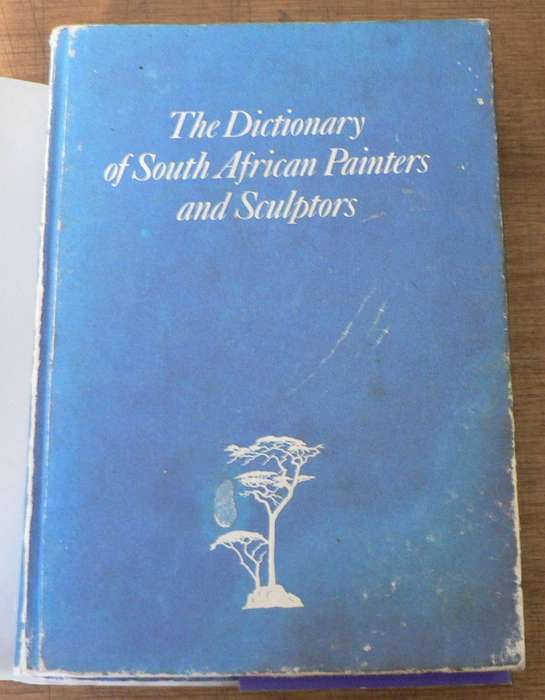 The Dictionary
of South African Painters
and Sculptors